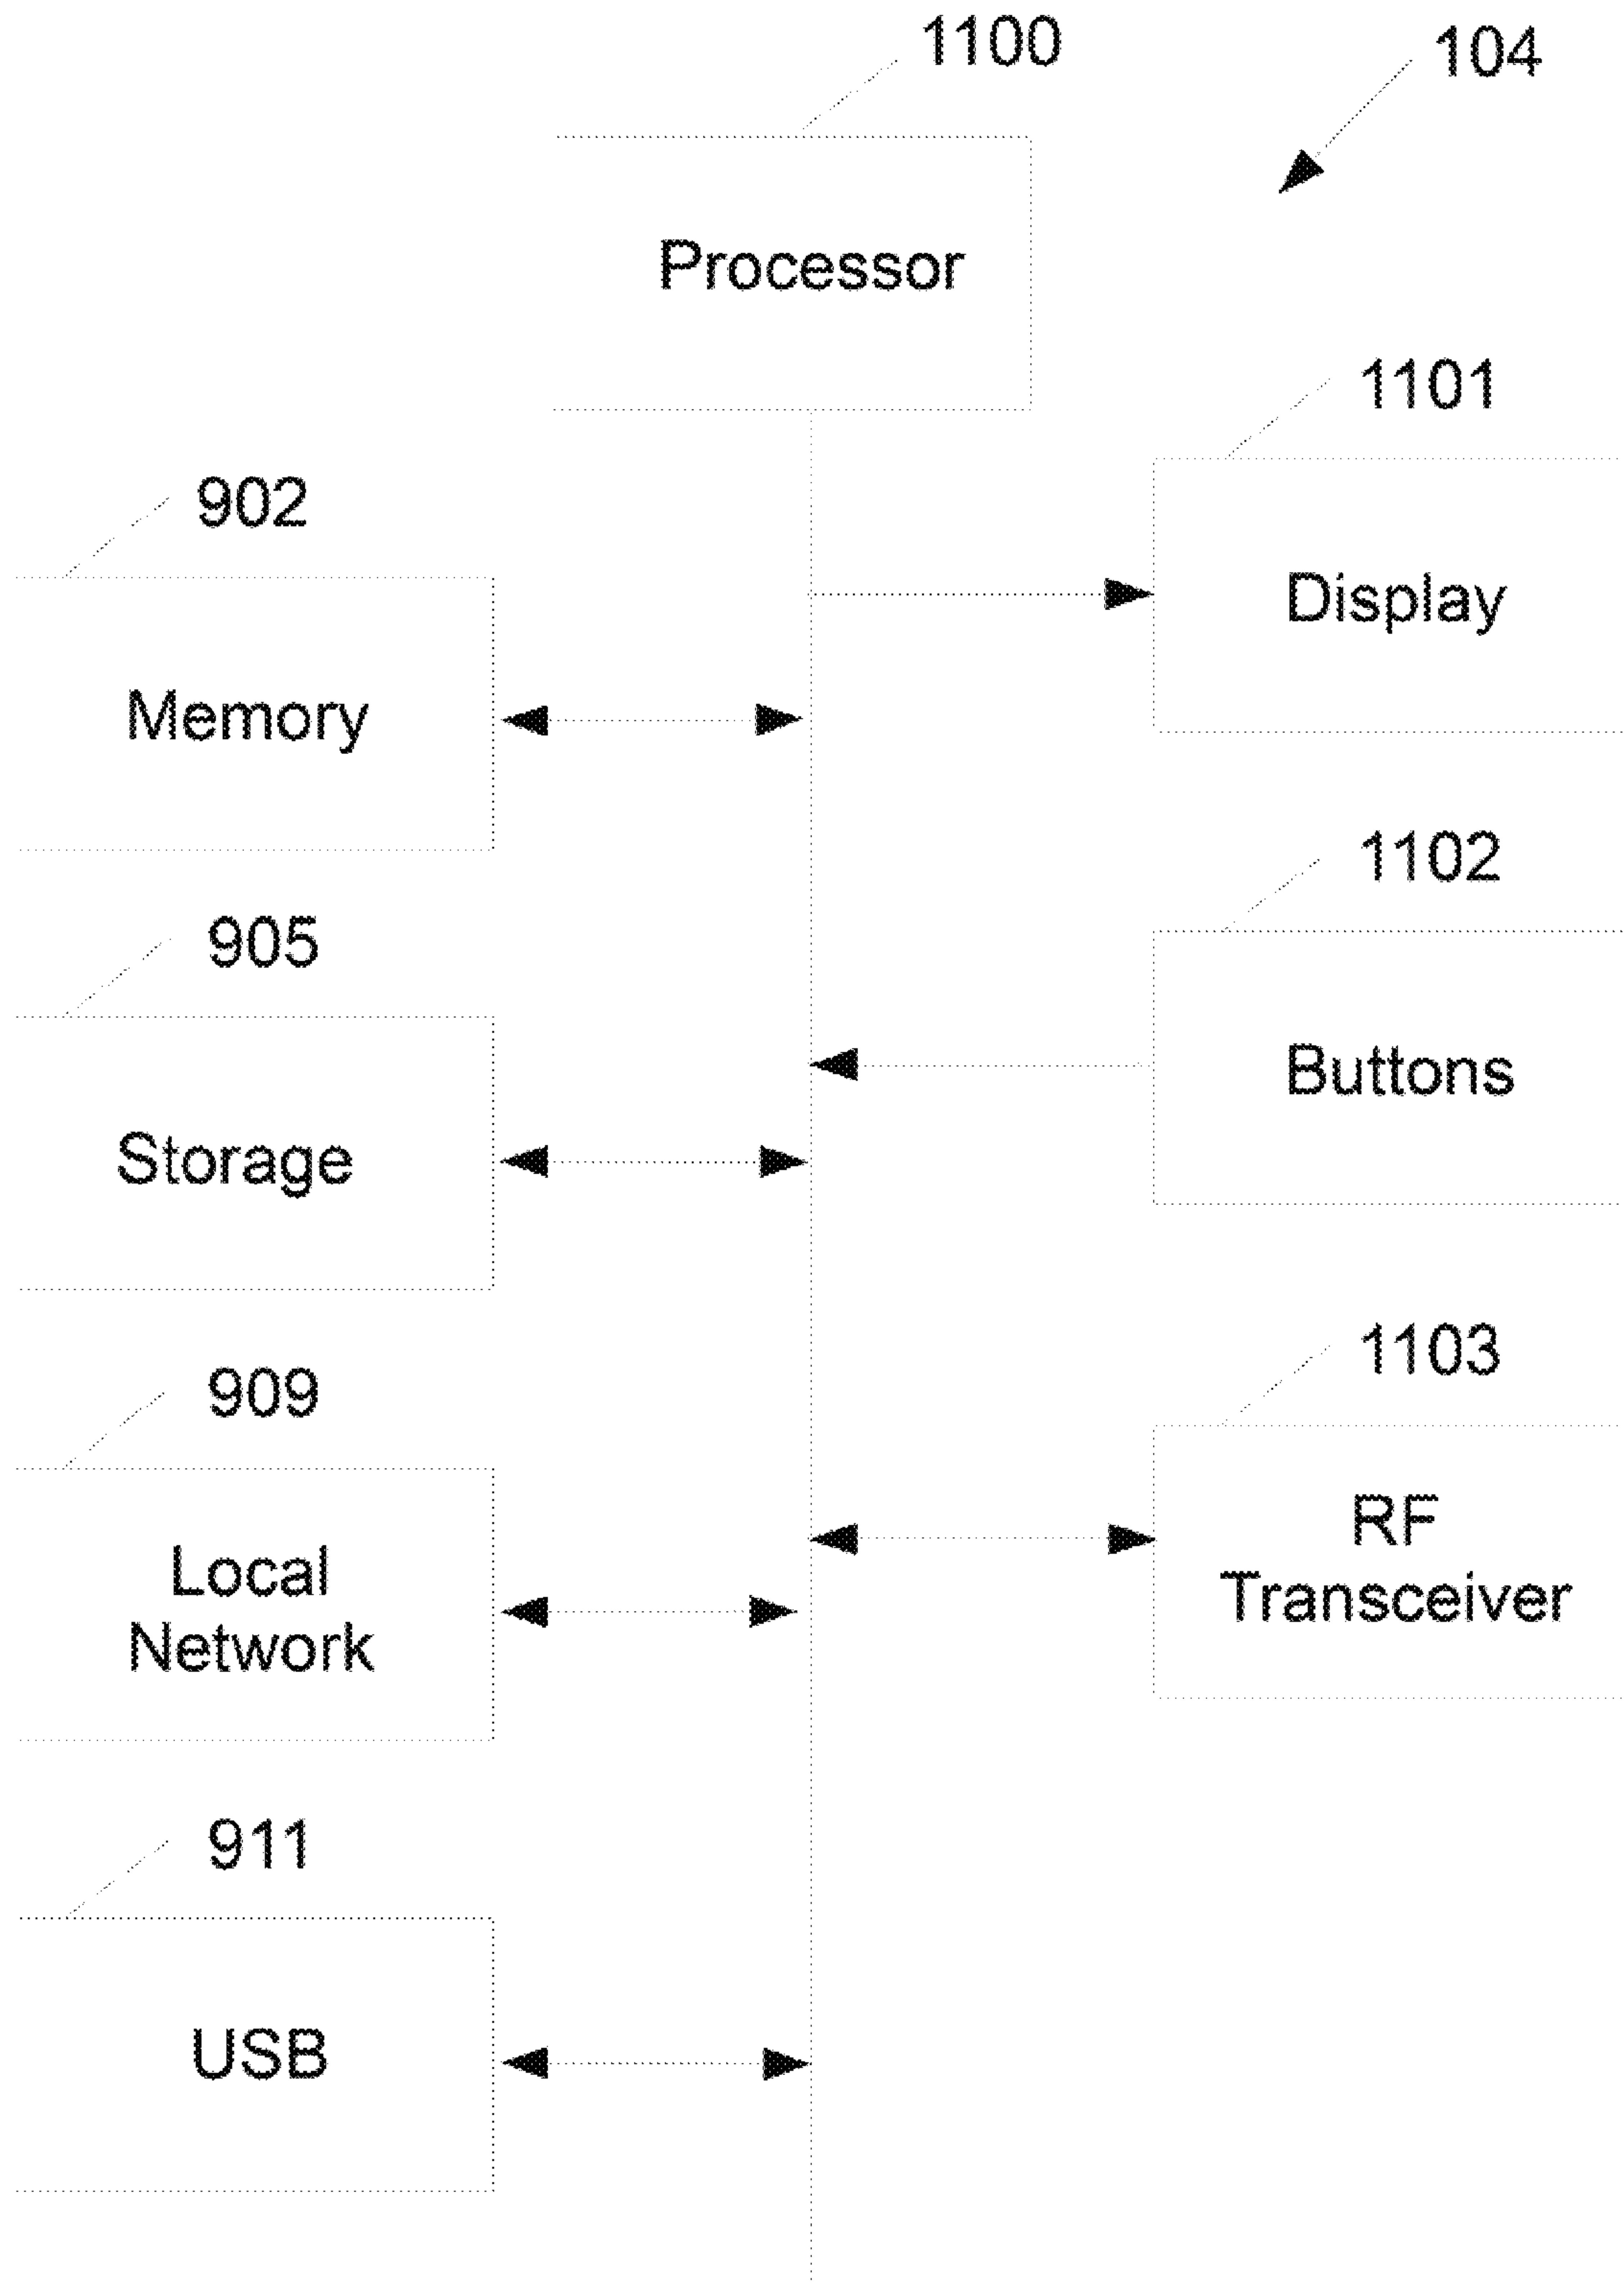 1100
104
Processor
1101
902
Display
Memory
1102
905
Buttons
Storage
1103
909
RF
Transceiver
Local
Network
911
USB